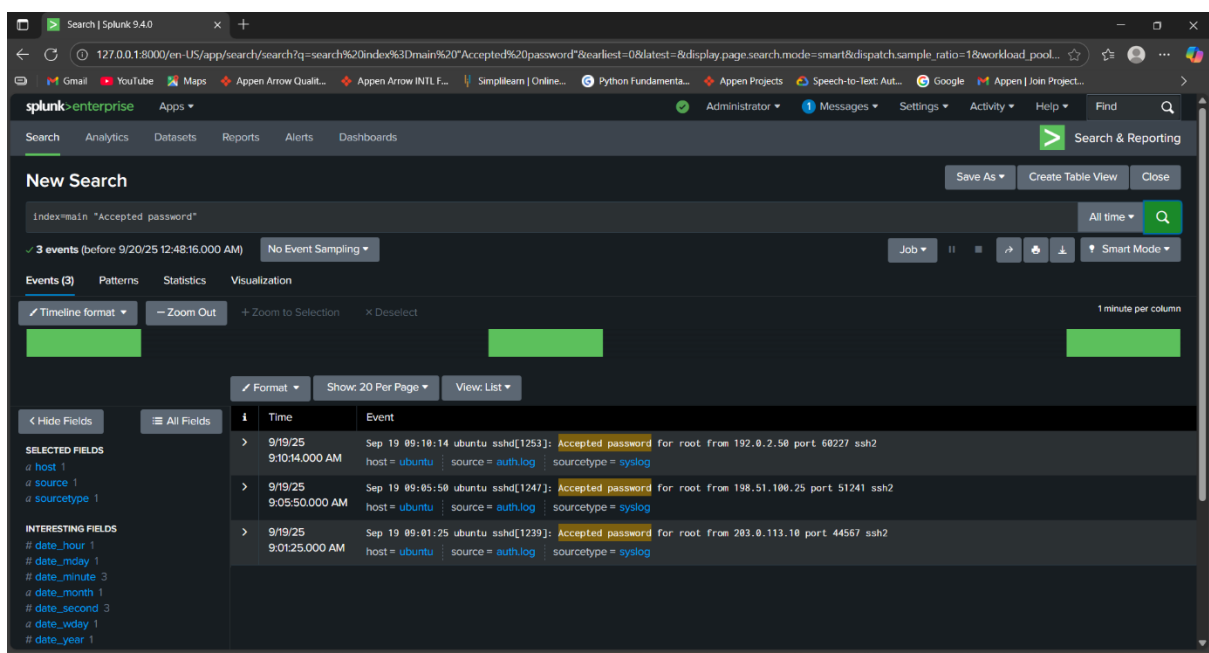 Search | Splunk 9.4.0
127.0.0.1:8000/en-US/app/search/search?q=search%20index%3Dmain%20"Accepted%20password"&earliest=0&latest=&display.page.search.mode=smart&dispatch.sample_ratio=1&workload_pool...
Gmail YouTube Maps Appen Arrow Qualit... Appen Arrow INTL F... Simplilearn | Online... Python Fundamenta... Appen Projects Speech-to-Text: Aut... Google Appen | Join Project...
splunk>enterprise Apps Administrator 1 Messages Settings Activity Help Find
Search Analytics Datasets Reports Alerts Dashboards Search & Reporting
New Search Save As Create Table View Close
index=main "Accepted password" All time
3 events (before 9/20/25 12:48:16.000 AM) No Event Sampling Job Smart Mode
Events (3) Patterns Statistics Visualization
Timeline format — Zoom Out + Zoom to Selection × Deselect 1 minute per column
Format Show: 20 Per Page View: List
< Hide Fields All Fields i Time Event
SELECTED FIELDS
a host 1
a source 1
a sourcetype 1
INTERESTING FIELDS
# date_hour 1
# date_mday 1
# date_minute 3
a date_month 1
# date_second 3
a date_wday 1
# date_year 1
> 9/19/25 Sep 19 09:10:14 ubuntu sshd[1253]: Accepted password for root from 192.0.2.50 port 60227 ssh2
9:10:14.000 AM host = ubuntu source = auth.log sourcetype = syslog
> 9/19/25 Sep 19 09:05:50 ubuntu sshd[1247]: Accepted password for root from 198.51.100.25 port 51241 ssh2
9:05:50.000 AM host = ubuntu source = auth.log sourcetype = syslog
> 9/19/25 Sep 19 09:01:25 ubuntu sshd[1239]: Accepted password for root from 203.0.113.10 port 44567 ssh2
9:01:25.000 AM host = ubuntu source = auth.log sourcetype = syslog